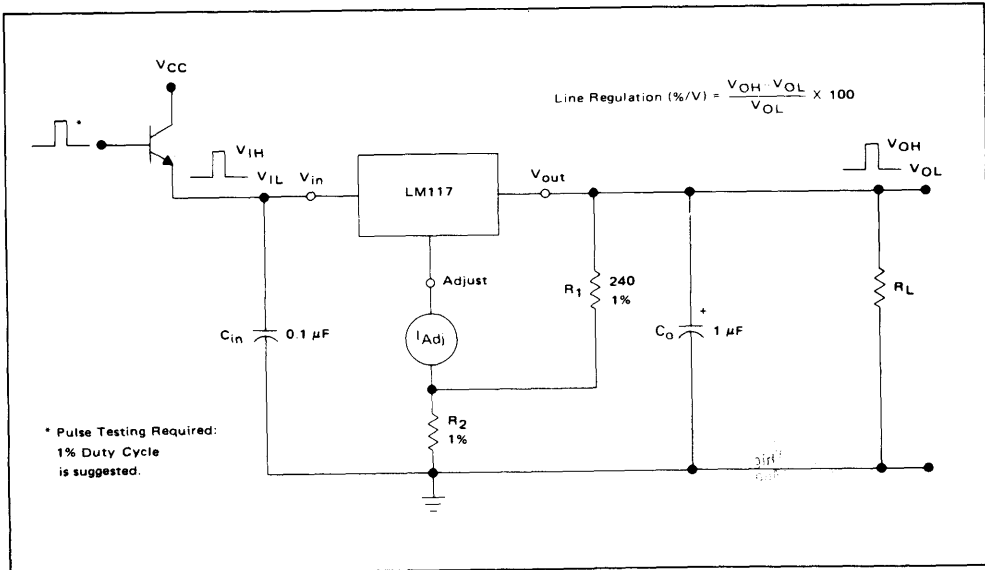 VCC
Line Regulation (%/V) = VOH - VOL / VOL X 100
*
VIH
VIL
Vin
LM117
Vout
VOH
VOL
Adjust
R1
240
1%
RL
Cin
0.1 µF
IAdj
Co
+
1 µF
R2
1%
* Pulse Testing Required:
1% Duty Cycle
is suggested.